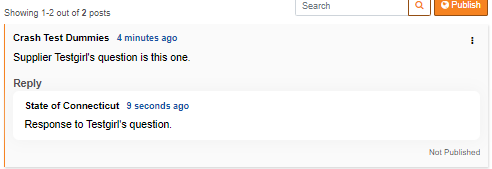 Showing 1-2 out of 2 posts
Search
Publish
Crash Test Dummies 4 minutes ago
Supplier Testgirl's question is this one.
Reply
State of Connecticut 9 seconds ago
Response to Testgirl's question.
Not Published